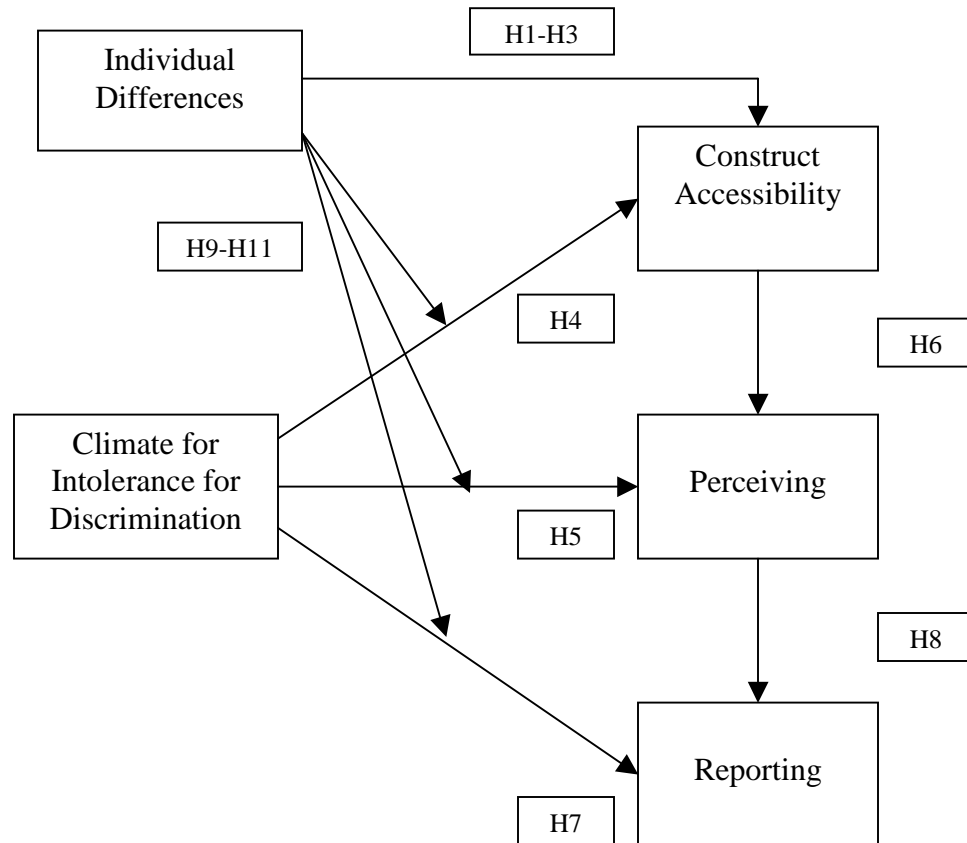 H1-H3
Individual
Differences
Construct
Accessibility
H9-H11
H4
H6
Climate for
Intolerance for
Discrimination
Perceiving
H5
H8
Reporting
H7